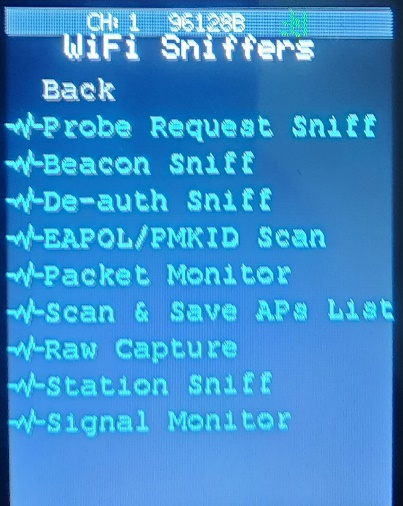 CH: 1 96128B
WiFi Sniffers
Back
Probe Request Sniff
Beacon Sniff
De-auth Sniff
EAPOL/PMKID Scan
Packet Monitor
Scan & Save APs List
Raw Capture
Station Sniff
Signal Monitor